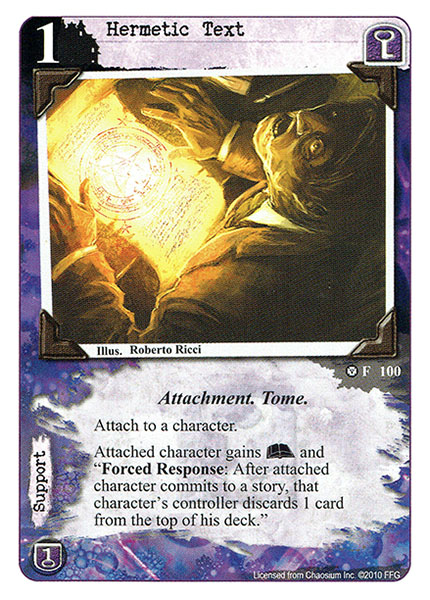 1
Hermetic Text
Illus. Roberto Ricci
F 100
Attachment. Tome.
Attach to a character.
Attached character gains and
“Forced Response: After attached
character commits to a story, that
character’s controller discards 1 card
from the top of his deck.”
Support
1
Licensed from Chaosium Inc. ©2010 FFG